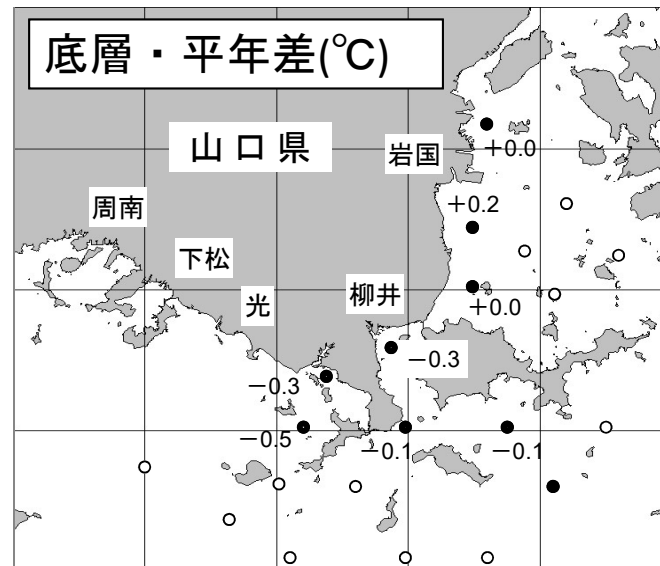 底層・平年差(℃)
山口県
岩国
+0.0
周南
+0.2
下松
柳井
光
+0.0
−0.3
−0.3
−0.5
−0.1
−0.1